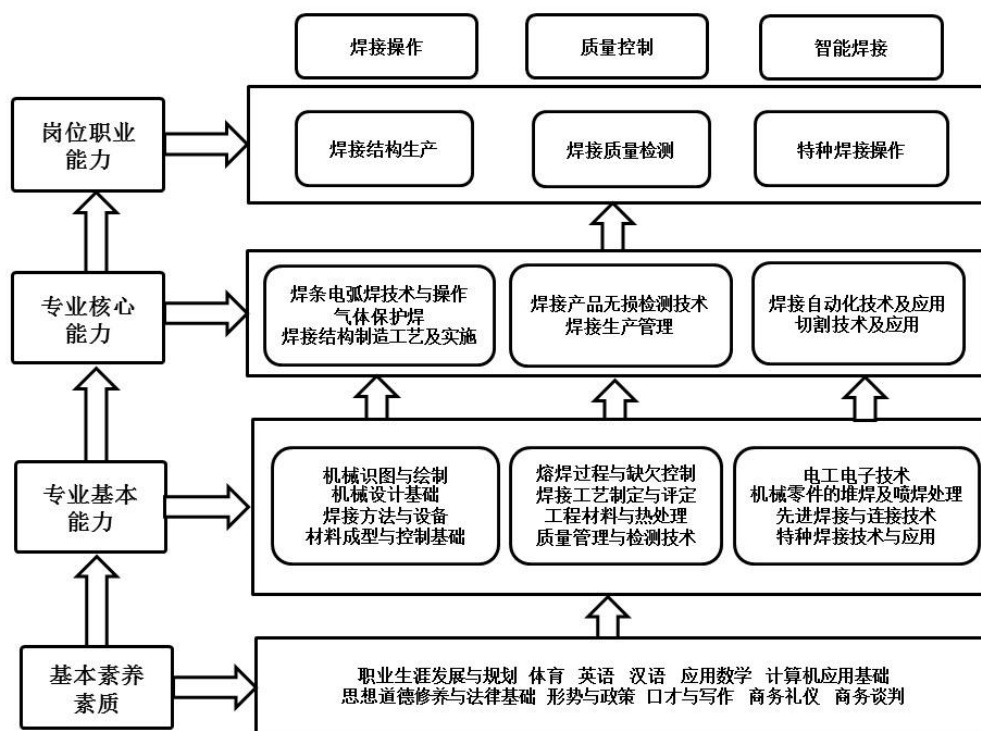 焊接操作
质量控制
智能焊接
岗位职业
能力
焊接结构生产
焊接质量检测
特种焊接操作
专业核心
能力
焊条电弧焊技术与操作
气体保护焊
焊接结构制造工艺及实施
焊接产品无损检测技术
焊接生产管理
焊接自动化技术及应用
切割技术及应用
专业基本
能力
机械识图与绘制
机械设计基础
焊接方法与设备
材料成型与控制基础
熔焊过程与缺欠控制
焊接工艺制定与评定
工程材料与热处理
质量管理与检测技术
电工电子技术
机械零件的堆焊及喷焊处理
先进焊接与连接技术
特种焊接技术与应用
基本素养
素质
职业生涯发展与规划 体育 英语 汉语 应用数学 计算机应用基础
思想道德修养与法律基础 形势与政策 口才与写作 商务礼仪 商务谈判